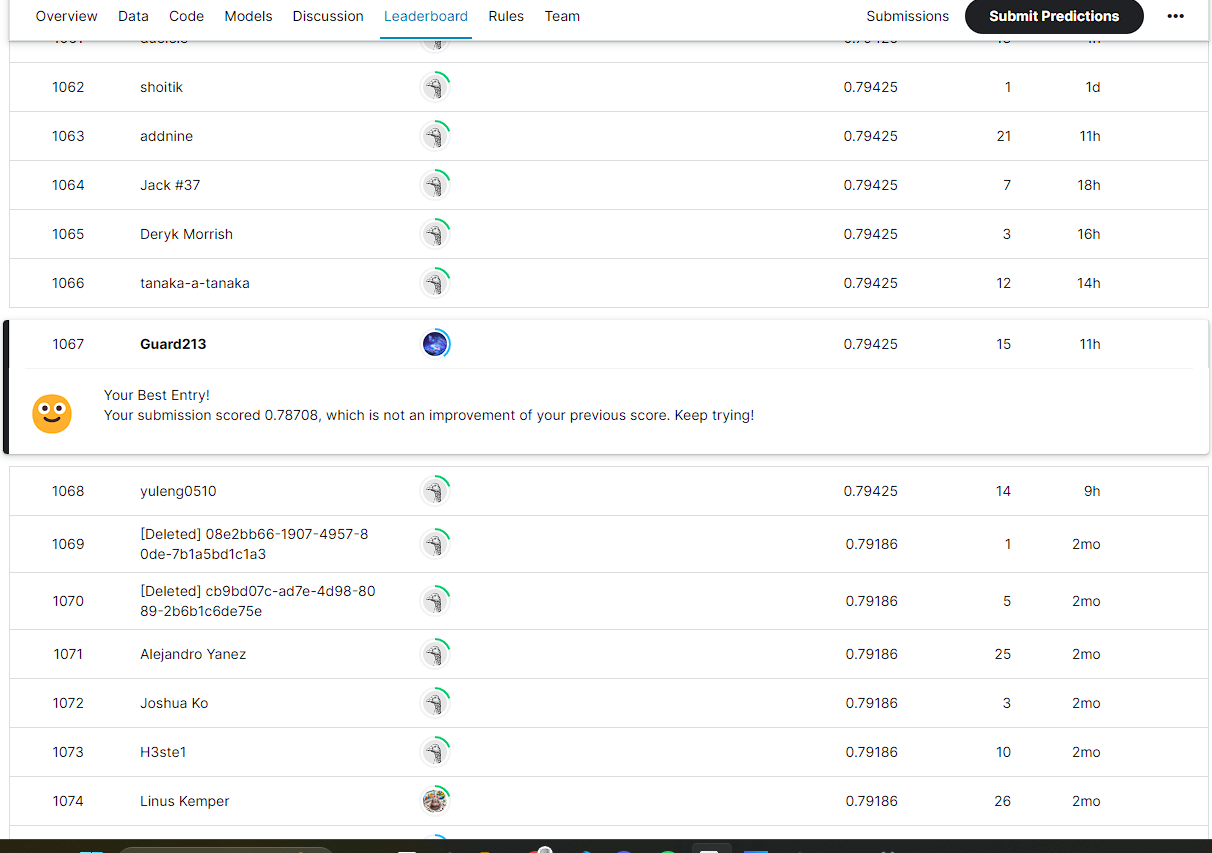 Overview Data Code Models Discussion Leaderboard Rules Team Submissions Submit Predictions
1062 shoitik 0.79425 1 1d
1063 addnine 0.79425 21 11h
1064 Jack #37 0.79425 7 18h
1065 Deryk Morrish 0.79425 3 16h
1066 tanaka-a-tanaka 0.79425 12 14h
1067 Guard213 0.79425 15 11h
Your Best Entry!
Your submission scored 0.78708, which is not an improvement of your previous score. Keep trying!
1068 yuleng0510 0.79425 14 9h
1069 [Deleted] 08e2bb66-1907-4957-8
0de-7b1a5bd1c1a3 0.79186 1 2mo
1070 [Deleted] cb9bd07c-ad7e-4d98-80
89-2b6b1c6de75e 0.79186 5 2mo
1071 Alejandro Yanez 0.79186 25 2mo
1072 Joshua Ko 0.79186 3 2mo
1073 H3ste1 0.79186 10 2mo
1074 Linus Kemper 0.79186 26 2mo